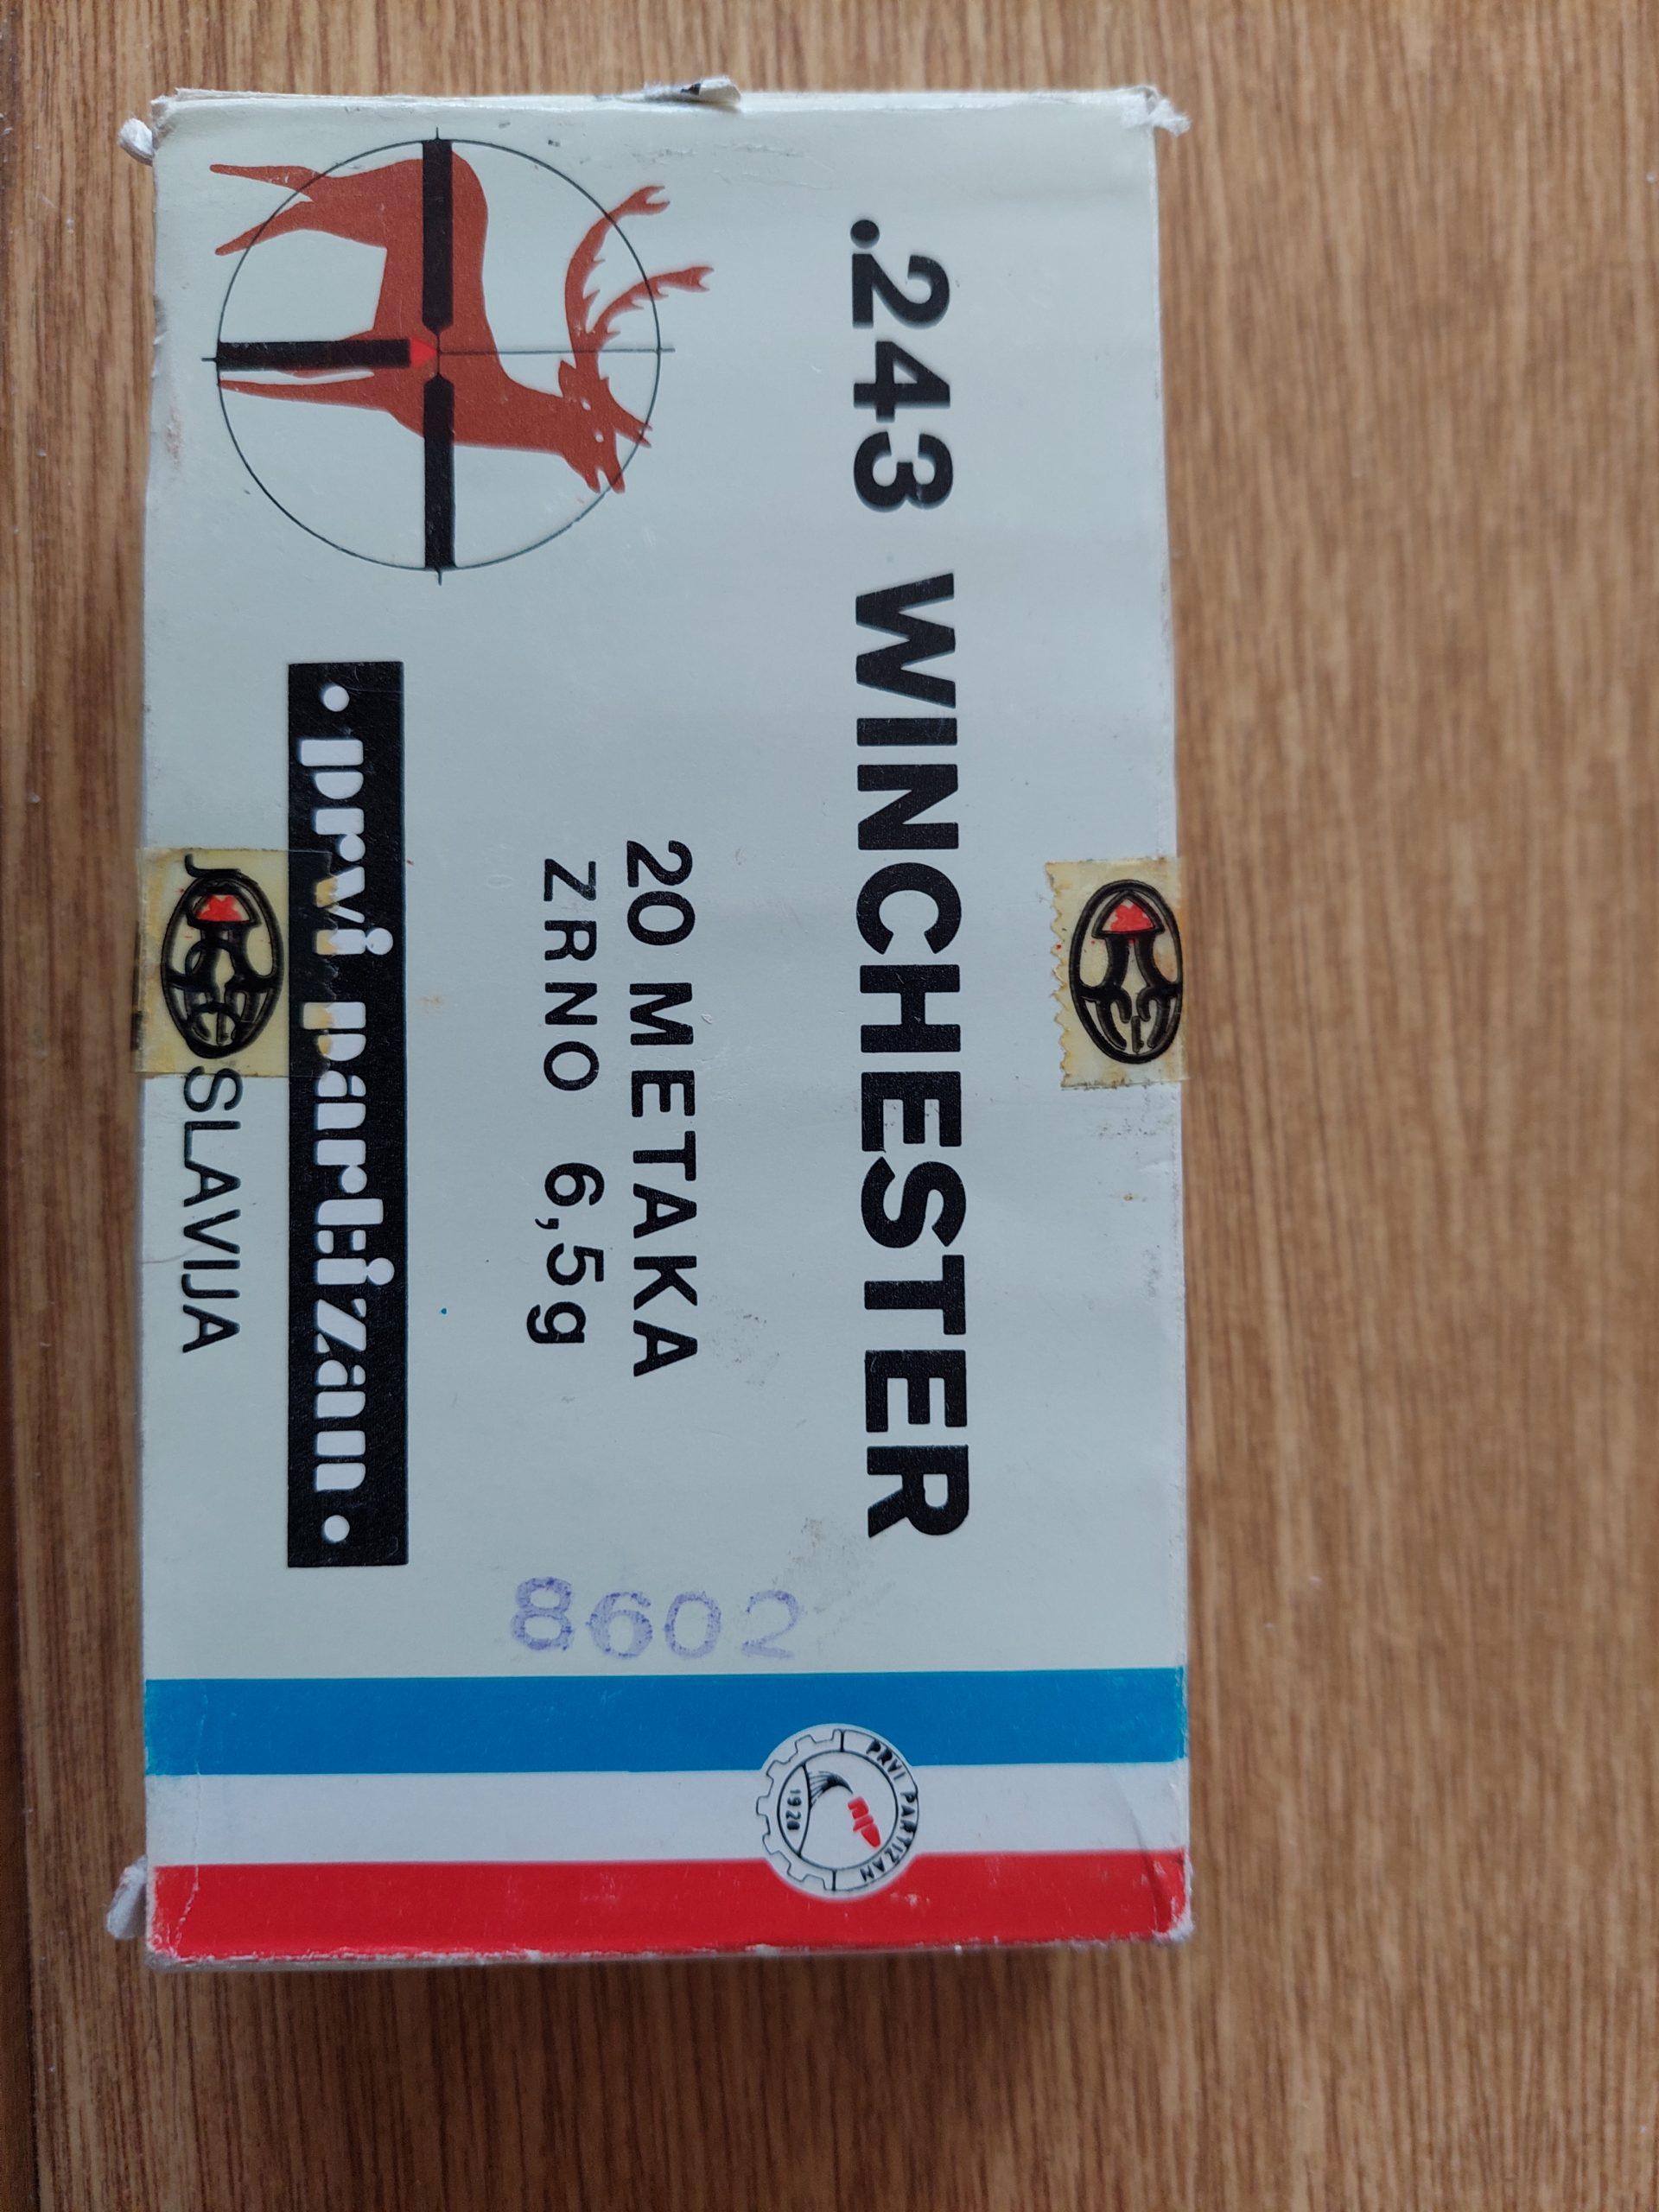 .243 WINCHESTER
20 METAKA
ZRNO 6,5g
prvi partizan
SLAVIJA
8602
PRVI PARTIZAN
1928